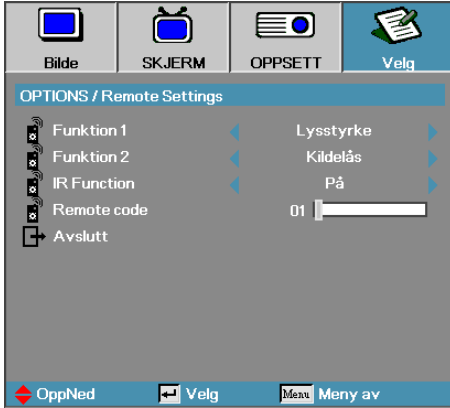 Bilde SKJERM OPPSETT Velg
OPTIONS / Remote Settings
Funktion 1 Lysstyrke
Funktion 2 Kildelås
IR Function På
Remote code 01
Avslutt
OppNed Velg Menu Meny av